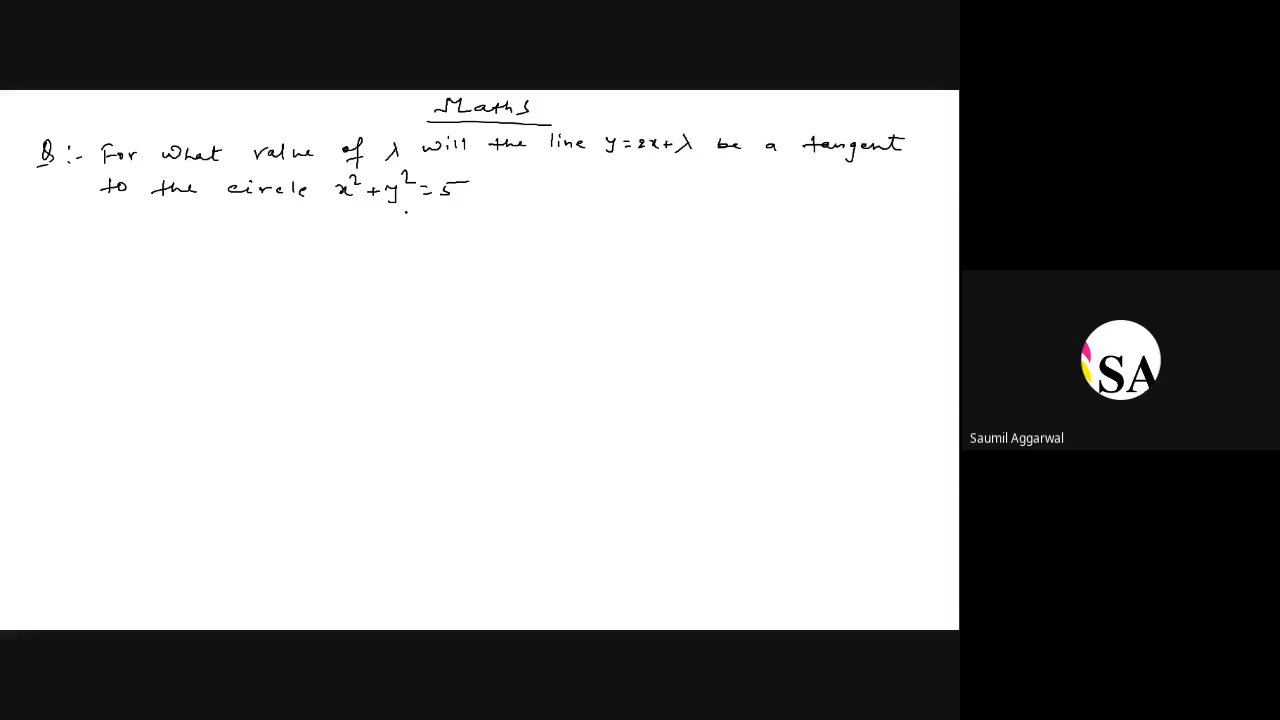 Maths
Q :- For what value of λ will the line y = 2x + λ be a tangent
to the circle x² + y² = 5
SA
Saumil Aggarwal